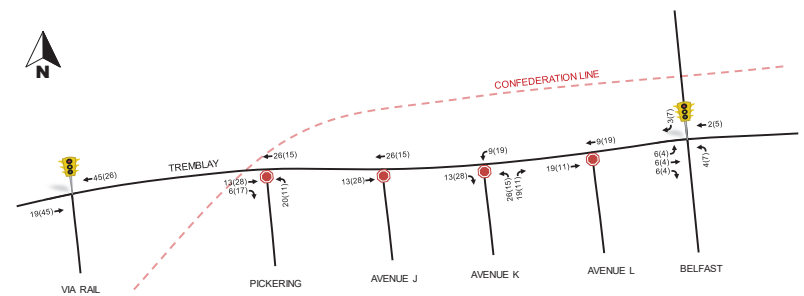 N
CONFEDERATION LINE
TREMBLAY
3(7)
2(5)
45(26)
26(15)
26(15)
9(19)
9(19)
19(45)
13(28)
6(17)
20(11)
13(28)
13(28)
26(15)
19(11)
19(11)
6(4)
6(4)
6(4)
4(7)
VIA RAIL
PICKERING
AVENUE J
AVENUE K
AVENUE L
BELFAST